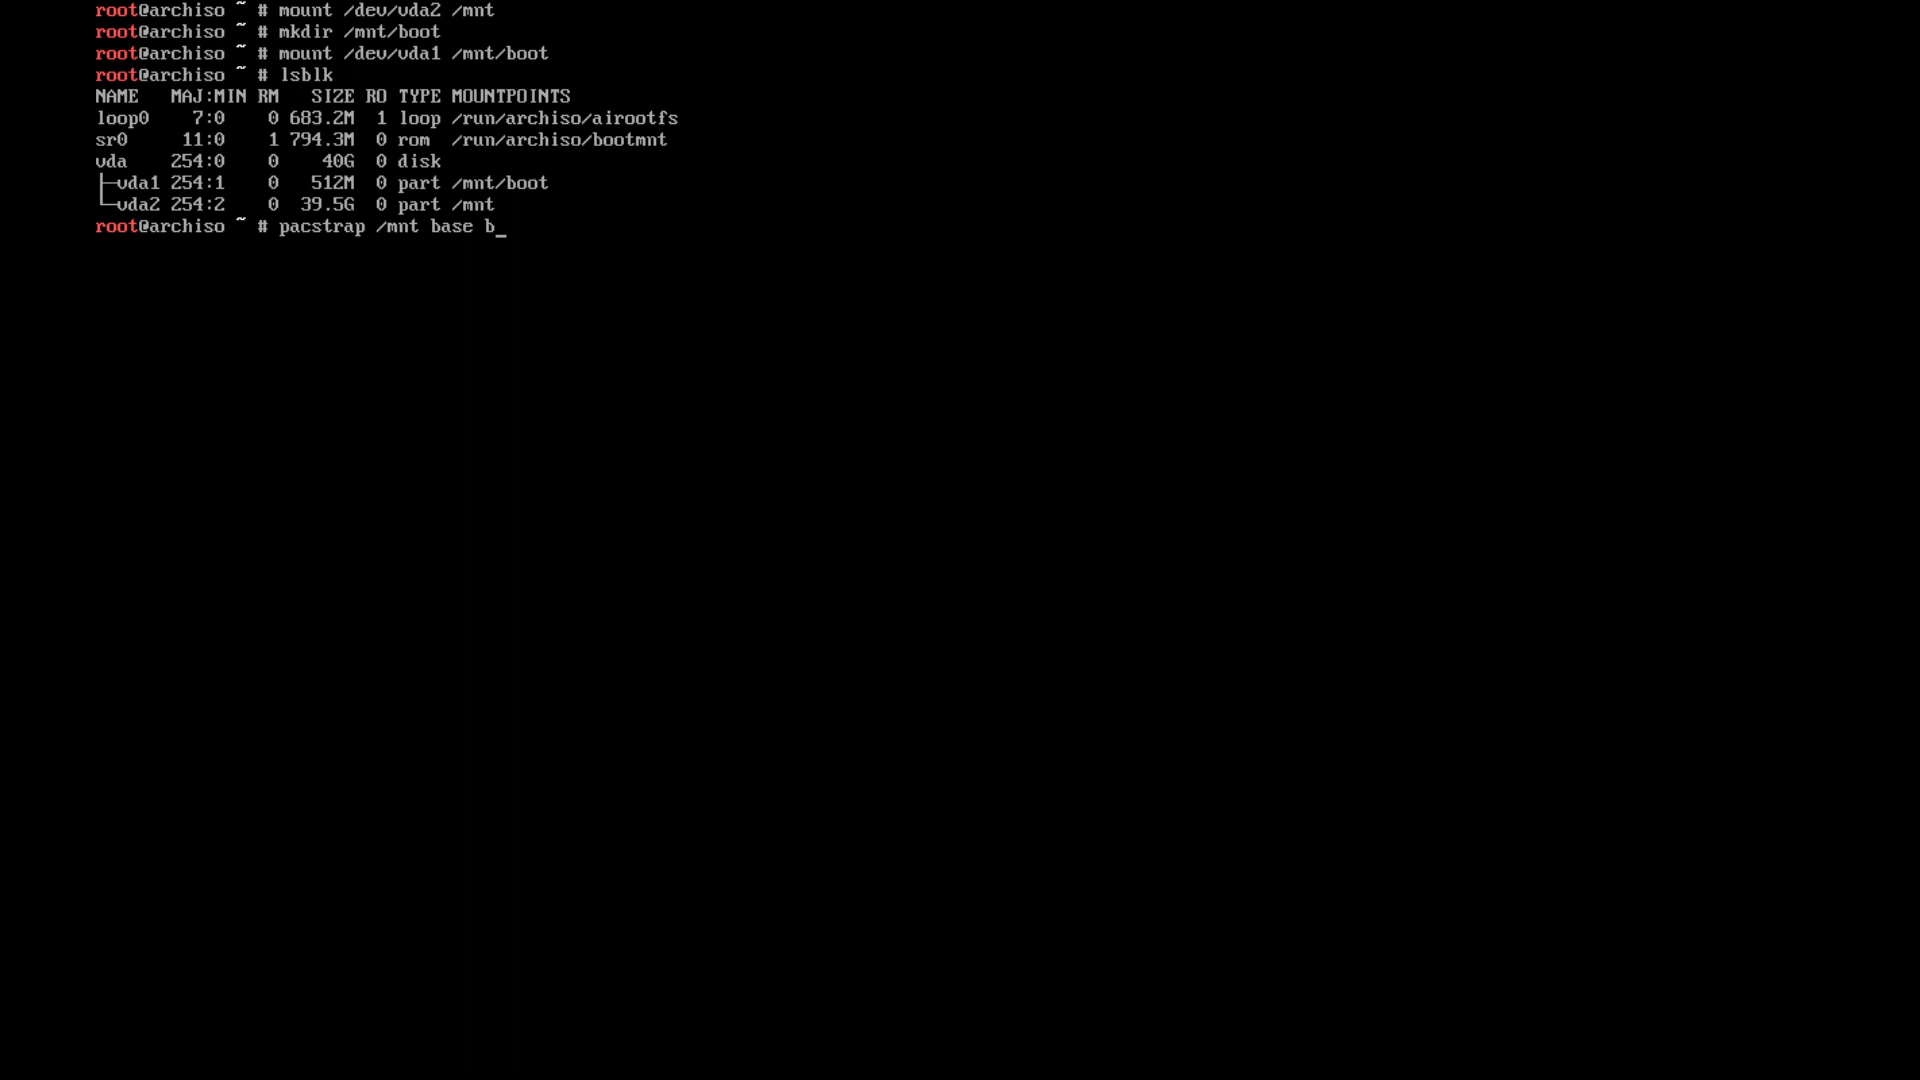 root@archiso ~ # mount /dev/vda2 /mnt
root@archiso ~ # mkdir /mnt/boot
root@archiso ~ # mount /dev/vda1 /mnt/boot
root@archiso ~ # lsblk
NAME   MAJ:MIN RM   SIZE RO TYPE MOUNTPOINTS
loop0    7:0    0 683.2M  1 loop /run/archiso/airootfs
sr0     11:0    1 794.3M  0 rom  /run/archiso/bootmnt
vda    254:0    0    40G  0 disk
├─vda1 254:1    0   512M  0 part /mnt/boot
└─vda2 254:2    0  39.5G  0 part /mnt
root@archiso ~ # pacstrap /mnt base b_